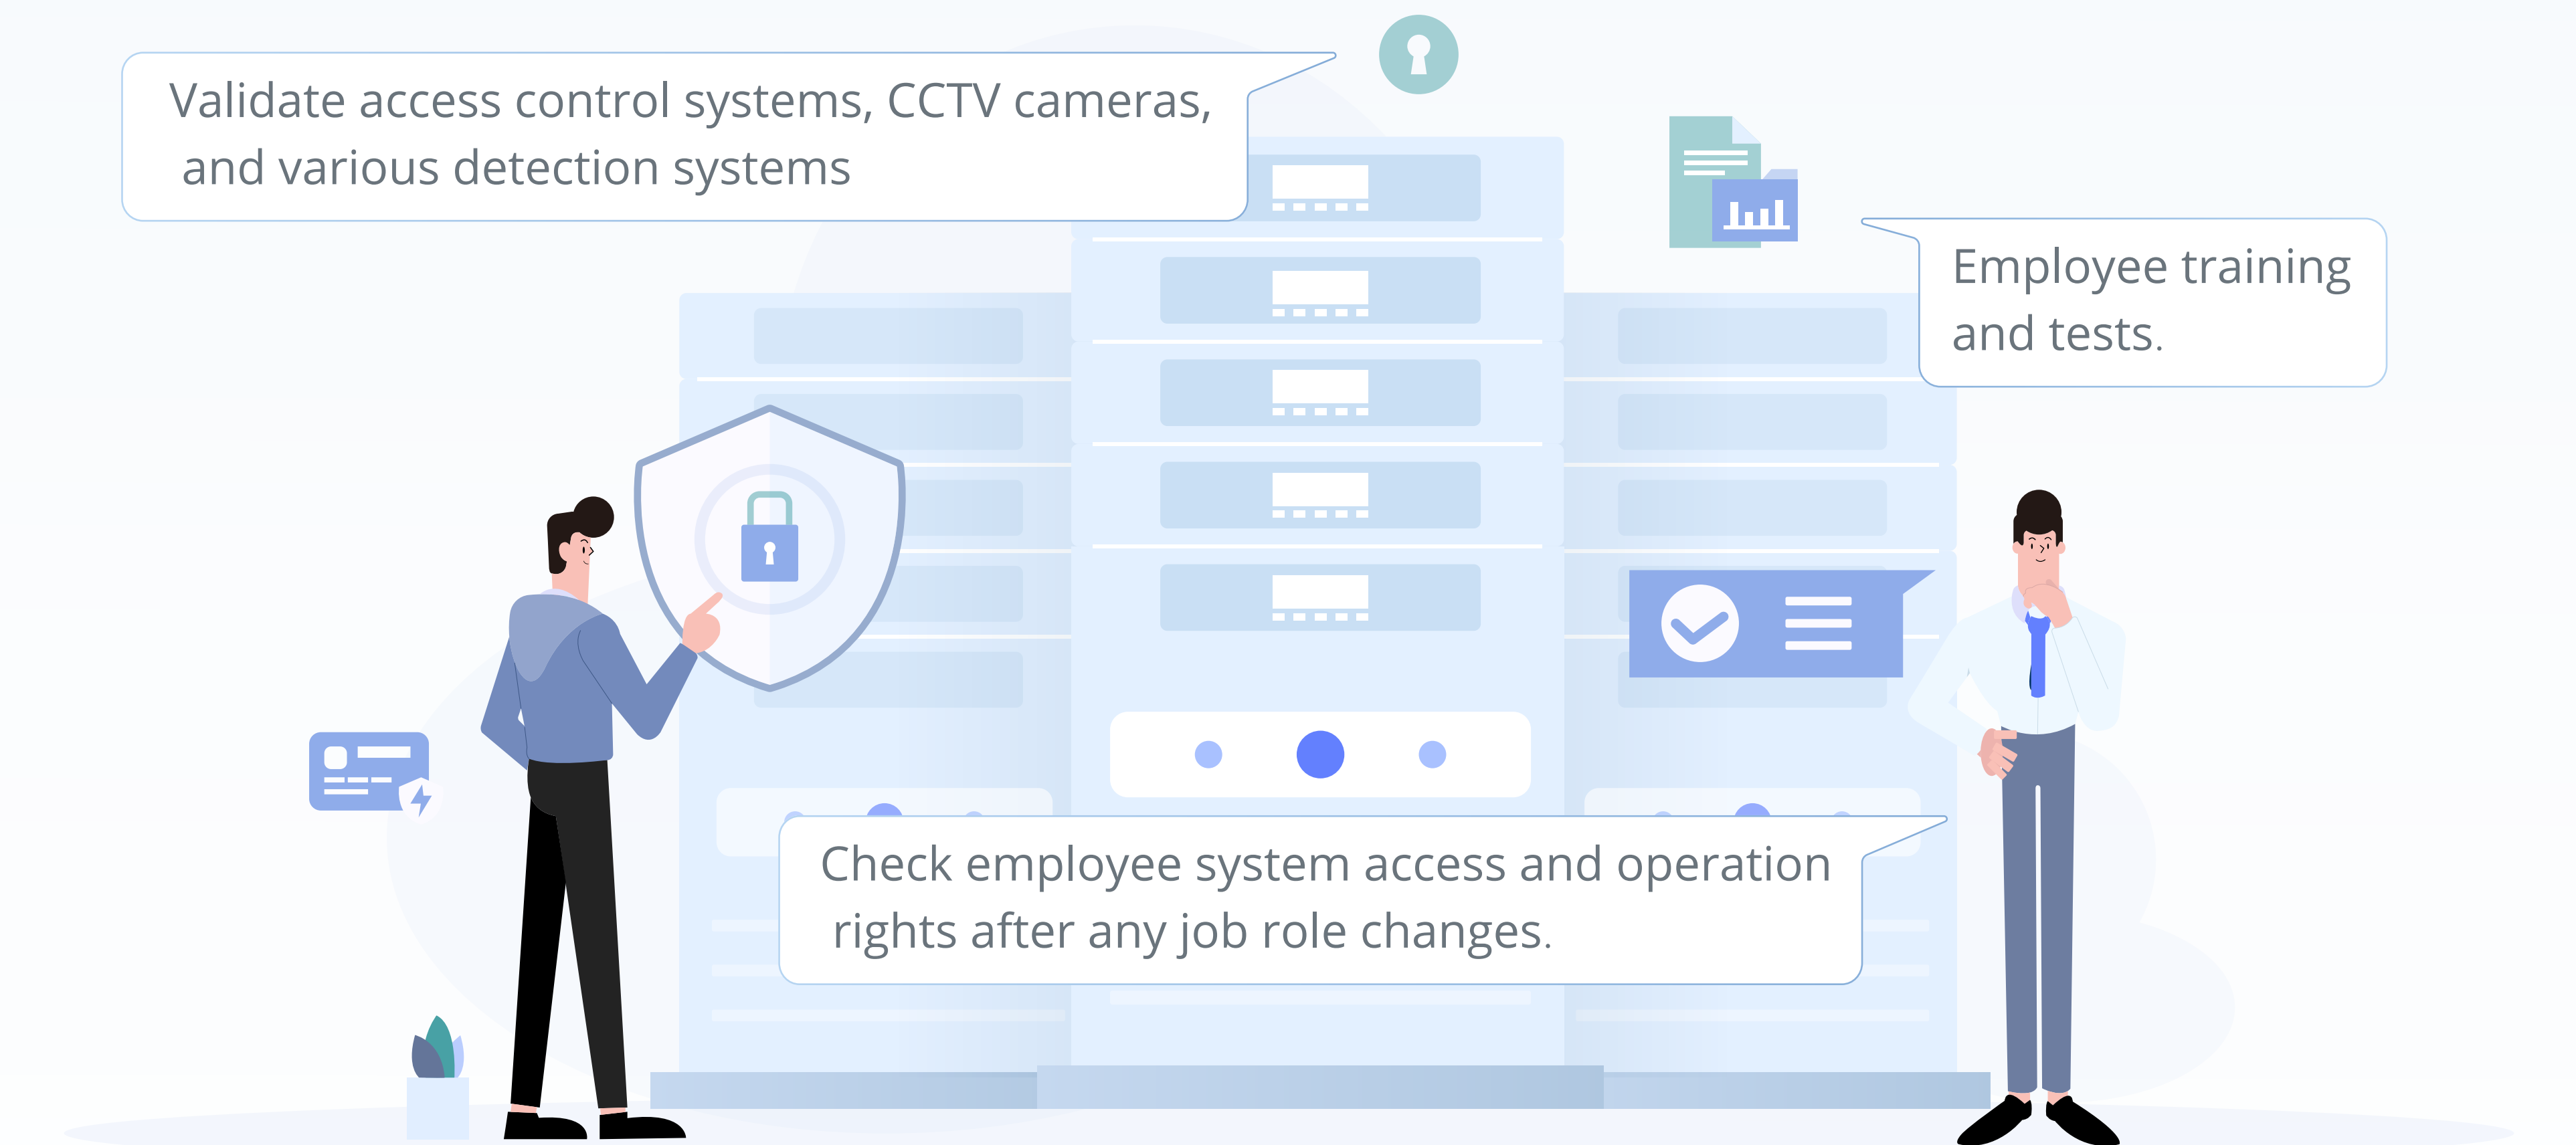 Validate access control systems, CCTV cameras,
and various detection systems
Employee training
and tests.
Check employee system access and operation
rights after any job role changes.